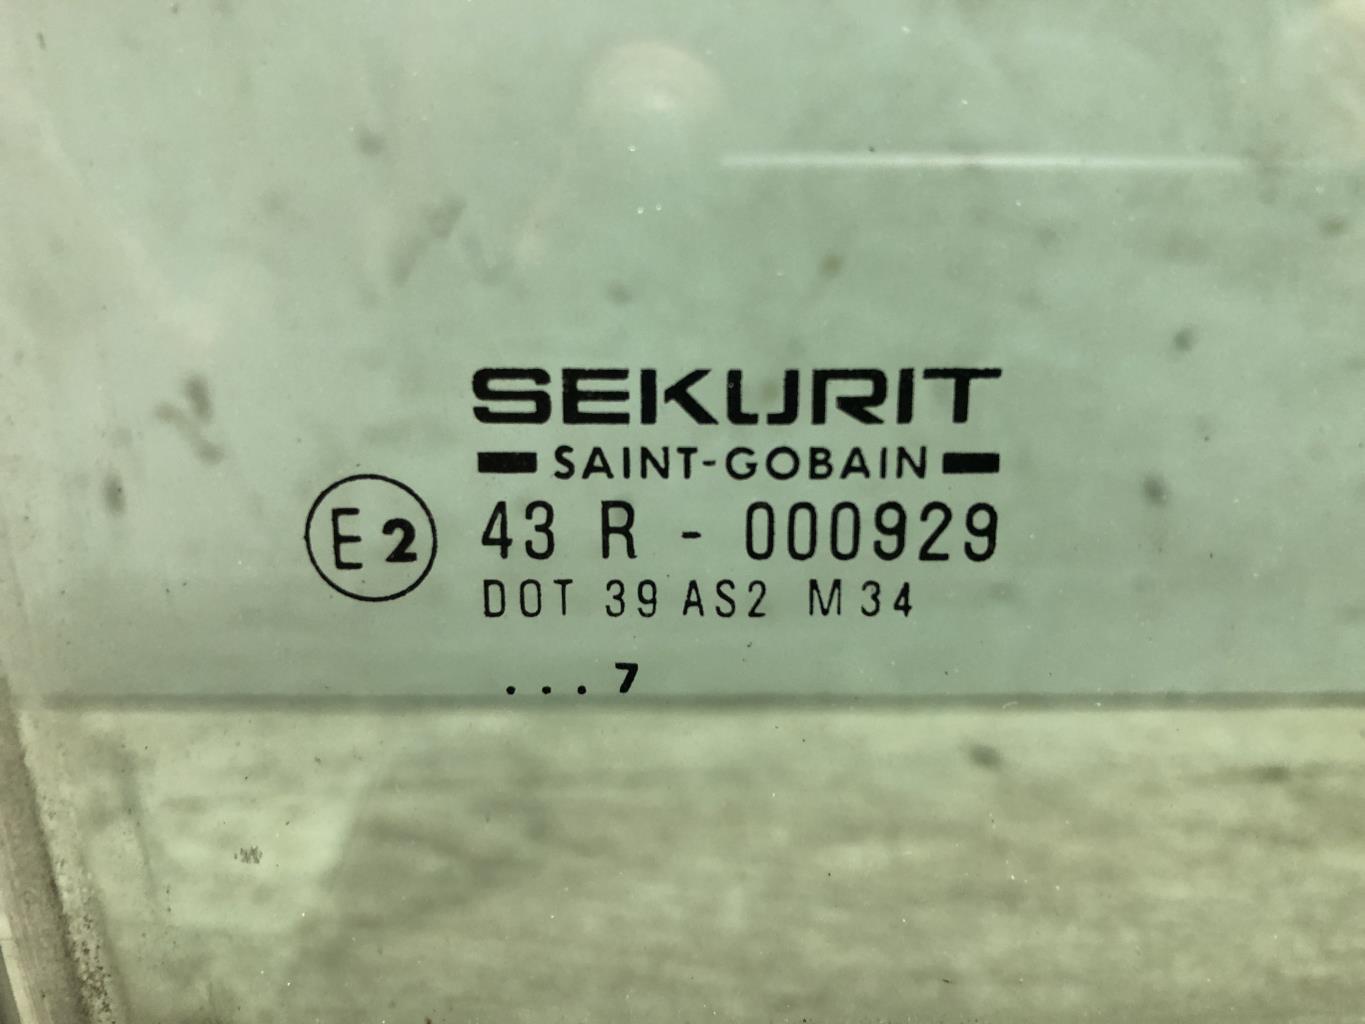 SEKURIT
SAINT-GOBAIN
E2 43 R - 000929
DOT 39 AS2 M34
...7